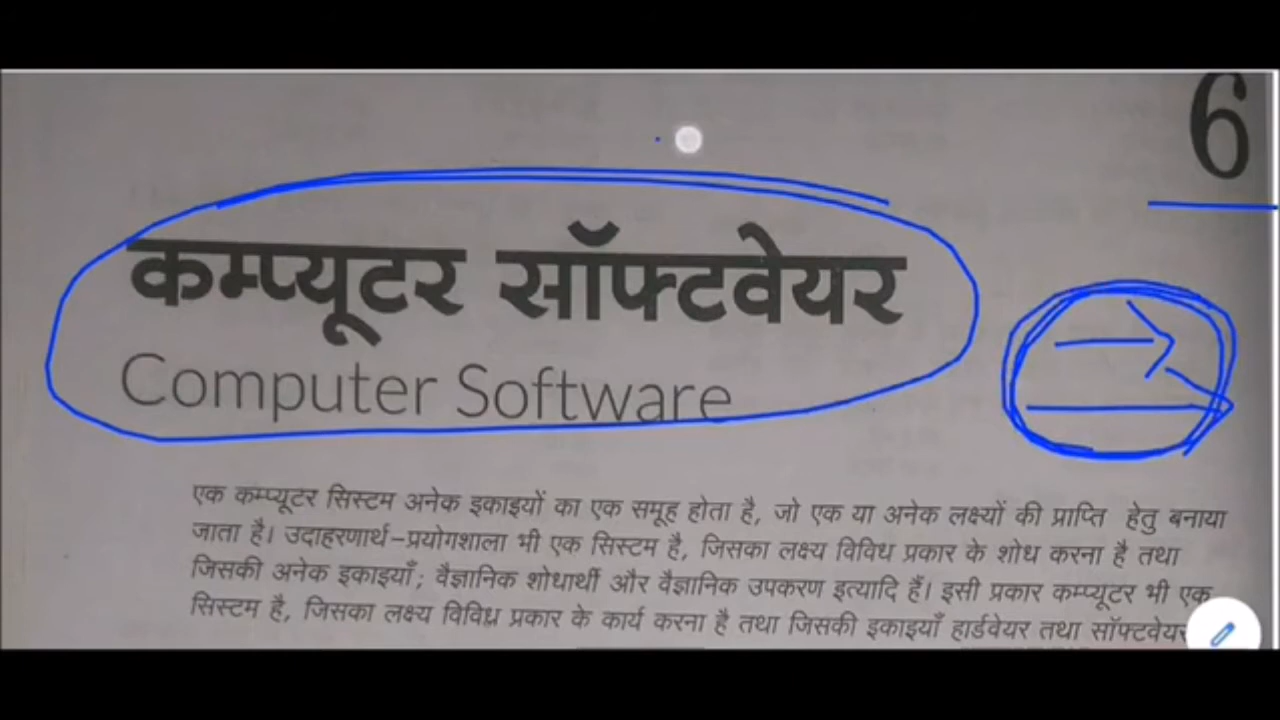 6
कम्प्यूटर सॉफ्टवेयर
Computer Software
एक कम्प्यूटर सिस्टम अनेक इकाइयों का एक समूह होता है, जो एक या अनेक लक्ष्यों की प्राप्ति हेतु बनाया
जाता है। उदाहरणार्थ-प्रयोगशाला भी एक सिस्टम है, जिसका लक्ष्य विविध प्रकार के शोध करना है तथा
जिसकी अनेक इकाइयाँ; वैज्ञानिक शोधार्थी और वैज्ञानिक उपकरण इत्यादि हैं। इसी प्रकार कम्प्यूटर भी एक
सिस्टम है, जिसका लक्ष्य विविध प्रकार के कार्य करना है तथा जिसकी इकाइयाँ हार्डवेयर तथा सॉफ्टवेयर